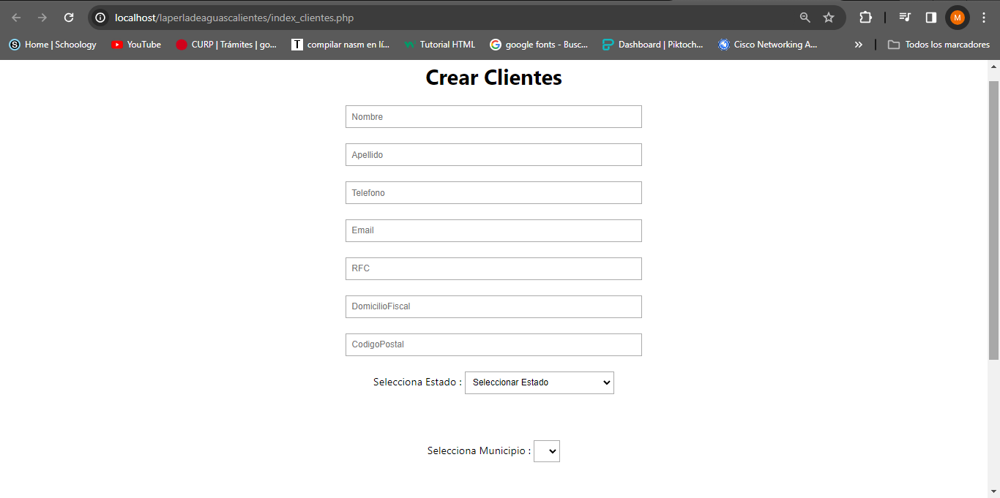 localhost/laperladeaguascalientes/index_clientes.php
M
S Home | Schoology YouTube CURP | Trámites | go... T compilar nasm en lí... Tutorial HTML G google fonts - Busc... Dashboard | Piktoch... Cisco Networking A... » Todos los marcadores
Crear Clientes
Nombre
Apellido
Telefono
Email
RFC
DomicilioFiscal
CodigoPostal
Selecciona Estado : Seleccionar Estado
Selecciona Municipio :